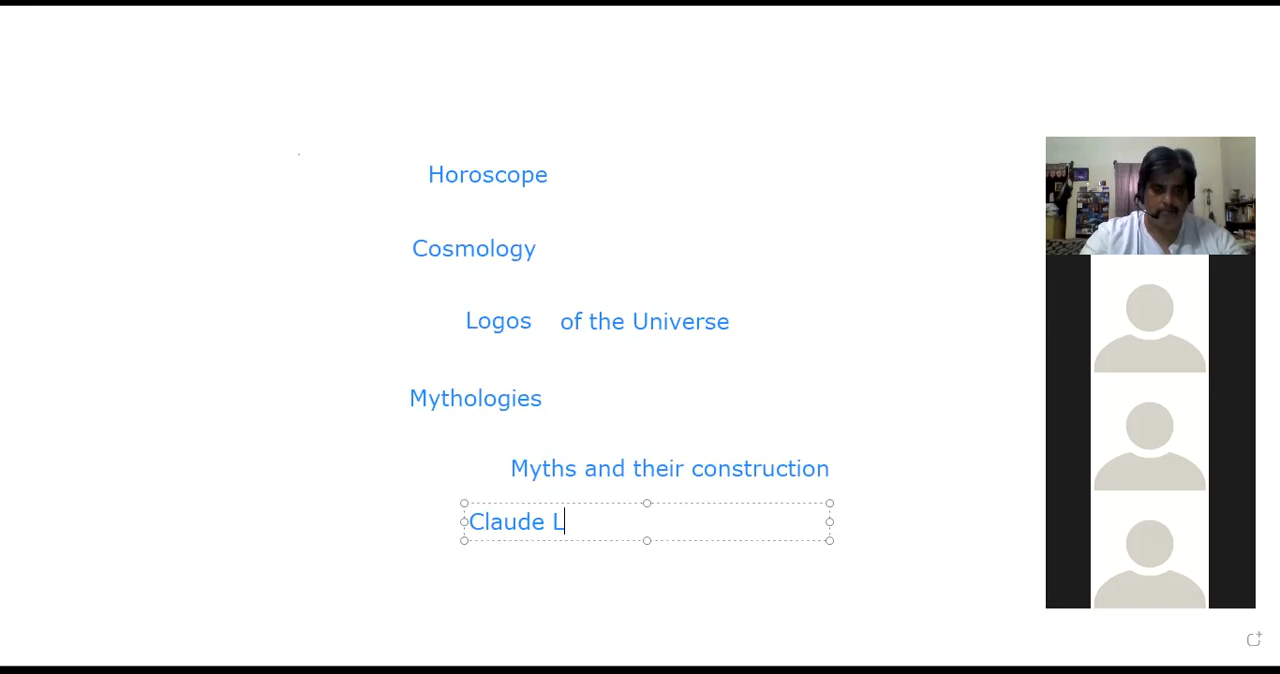 Horoscope
Cosmology
Logos of the Universe
Mythologies
Myths and their construction
Claude L